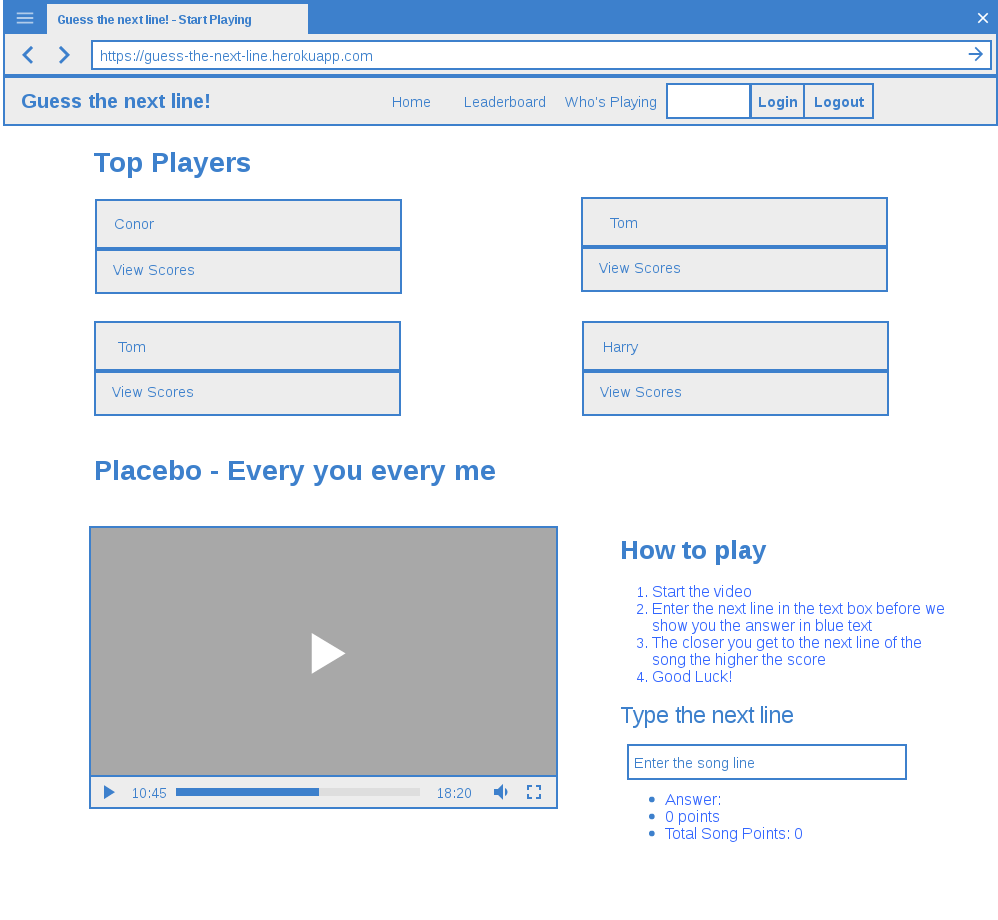 Guess the next line! - Start Playing
https://guess-the-next-line.herokuapp.com
Guess the next line! Home Leaderboard Who's Playing Login Logout
Top Players
Conor Tom
View Scores View Scores
Tom Harry
View Scores View Scores
Placebo - Every you every me
How to play
1. Start the video
2. Enter the next line in the text box before we
show you the answer in blue text
3. The closer you get to the next line of the
song the higher the score
4. Good Luck!
Type the next line
Enter the song line
10:45 18:20
• Answer:
• 0 points
• Total Song Points: 0